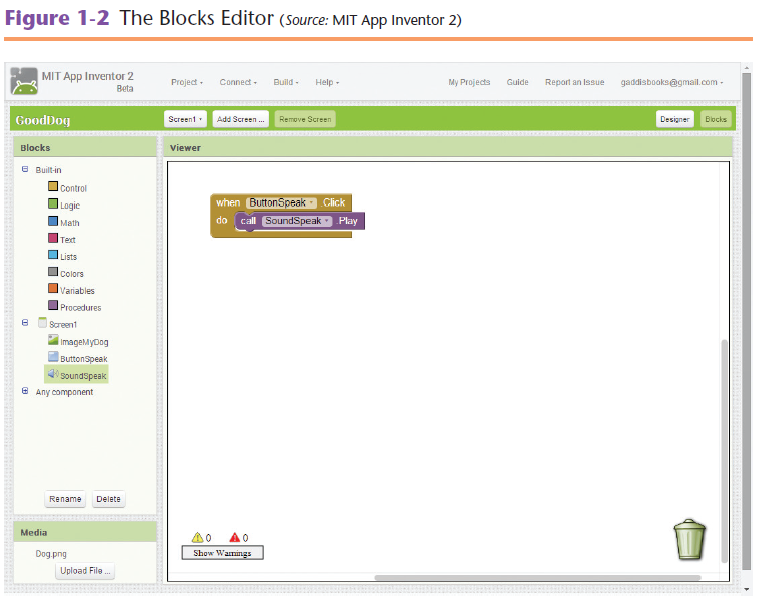 Figure 1-2 The Blocks Editor (Source: MIT App Inventor 2)
MIT App Inventor 2
Beta
Project Connect Build Help My Projects Guide Report an Issue gaddisbooks@gmail.com
GoodDog Screen1 Add Screen ... Remove Screen Designer Blocks
Blocks
Built-in
Control
Logic
Math
Text
Lists
Colors
Variables
Procedures
Screen1
ImageMyDog
ButtonSpeak
SoundSpeak
Any component
Rename Delete
Media
Dog.png
Upload File ...
Viewer
when ButtonSpeak .Click
do call SoundSpeak .Play
0 0
Show Warnings